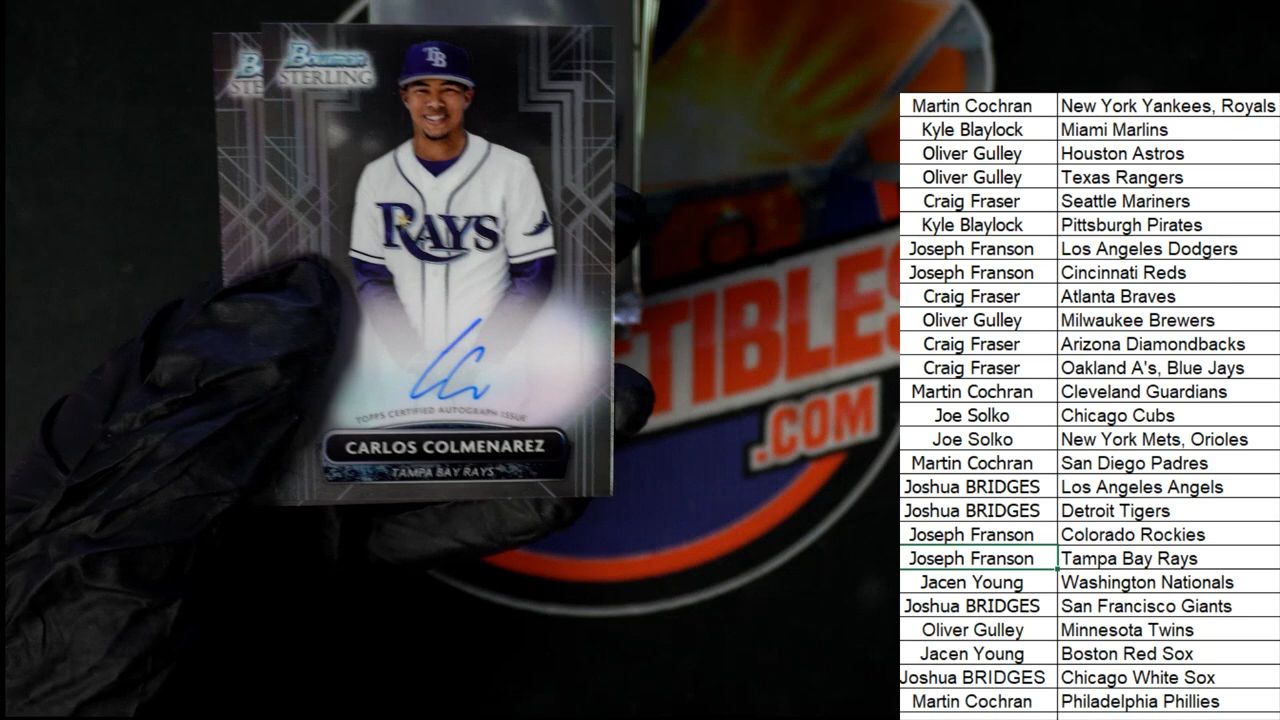 B
STE
Bowman
STERLING
TB
RAYS
TOPPS CERTIFIED AUTOGRAPH ISSUE
CARLOS COLMENAREZ
TAMPA BAY RAYS
TIBLES
.COM
Martin Cochran New York Yankees, Royals
Kyle Blaylock Miami Marlins
Oliver Gulley Houston Astros
Oliver Gulley Texas Rangers
Craig Fraser Seattle Mariners
Kyle Blaylock Pittsburgh Pirates
Joseph Franson Los Angeles Dodgers
Joseph Franson Cincinnati Reds
Craig Fraser Atlanta Braves
Oliver Gulley Milwaukee Brewers
Craig Fraser Arizona Diamondbacks
Craig Fraser Oakland A's, Blue Jays
Martin Cochran Cleveland Guardians
Joe Solko Chicago Cubs
Joe Solko New York Mets, Orioles
Martin Cochran San Diego Padres
Joshua BRIDGES Los Angeles Angels
Joshua BRIDGES Detroit Tigers
Joseph Franson Colorado Rockies
Joseph Franson Tampa Bay Rays
Jacen Young Washington Nationals
Joshua BRIDGES San Francisco Giants
Oliver Gulley Minnesota Twins
Jacen Young Boston Red Sox
Joshua BRIDGES Chicago White Sox
Martin Cochran Philadelphia Phillies